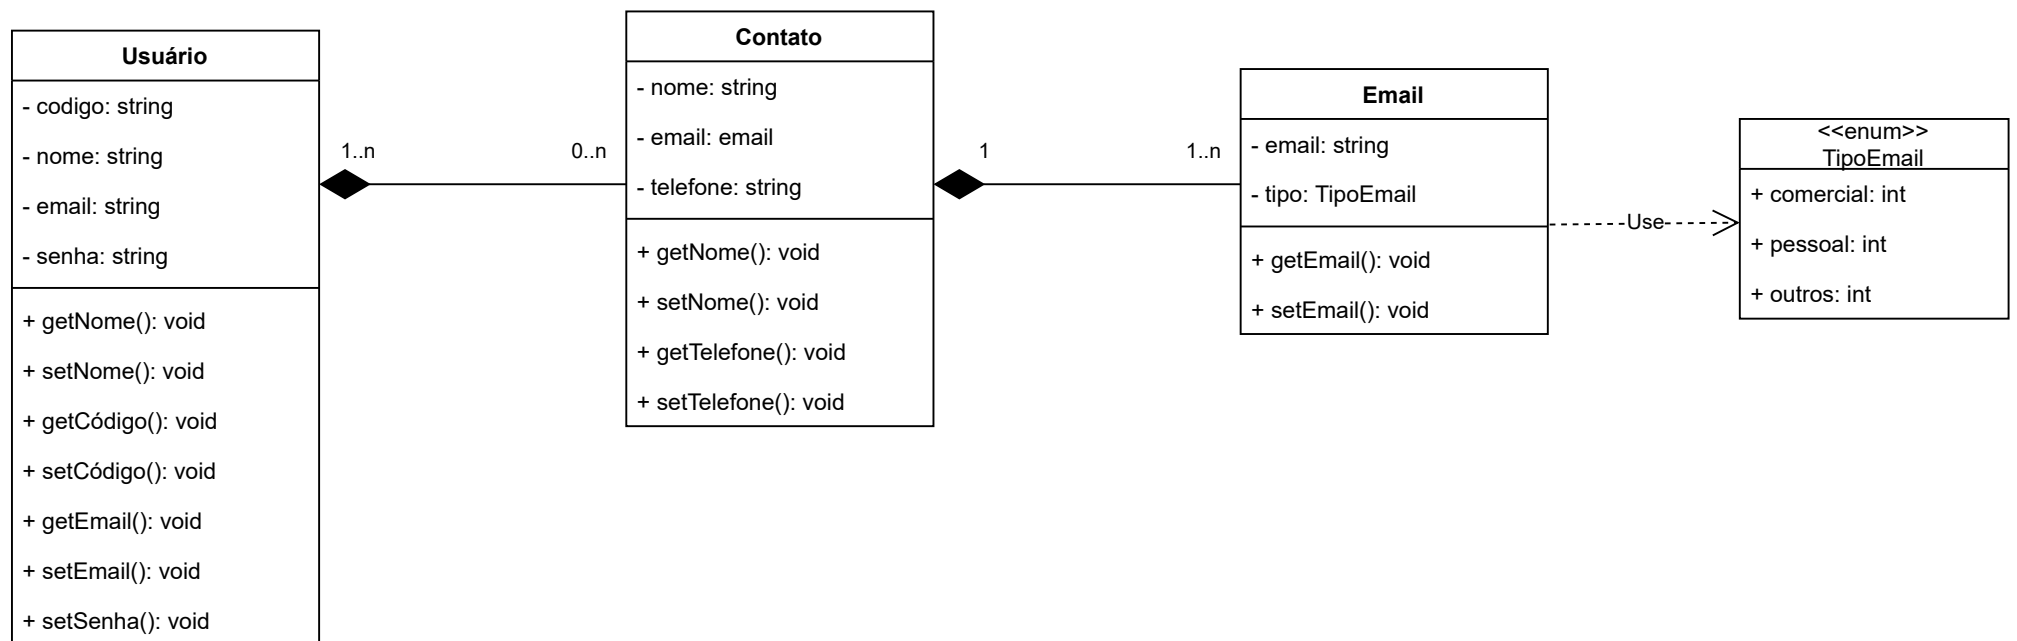 Usuário
- codigo: string
- nome: string
- email: string
- senha: string
+ getNome(): void
+ setNome(): void
+ getCódigo(): void
+ setCódigo(): void
+ getEmail(): void
+ setEmail(): void
+ setSenha(): void
1..n
0..n
Contato
- nome: string
- email: email
- telefone: string
+ getNome(): void
+ setNome(): void
+ getTelefone(): void
+ setTelefone(): void
1
1..n
Email
- email: string
- tipo: TipoEmail
+ getEmail(): void
+ setEmail(): void
Use
<<enum>>
TipoEmail
+ comercial: int
+ pessoal: int
+ outros: int